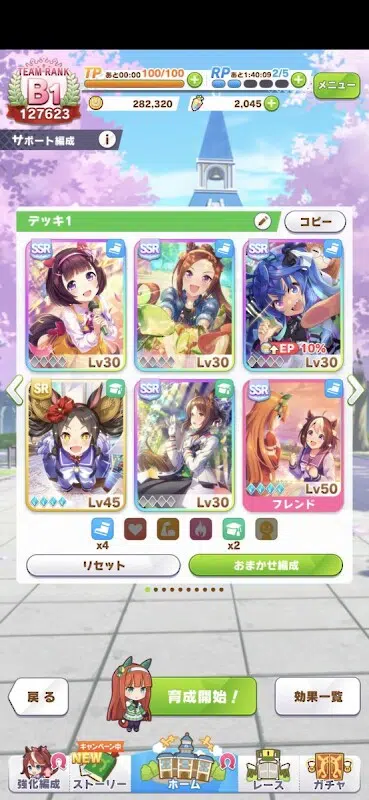 TEAM RANK
B1
127623
TP あと00:00 100/100
RP あと1:40:09 2/5
メニュー
282,320
2,045
サポート編成 i
デッキ1
コピー
SSR
Lv30
SSR
Lv30
SSR
EP 10%
Lv30
SR
Lv45
SSR
Lv30
SSR
Lv50
フレンド
x4
x2
リセット
おまかせ編成
戻る
育成開始！
効果一覧
キャンペーン中
NEW
強化編成
ストーリー
ホーム
レース
ガチャ